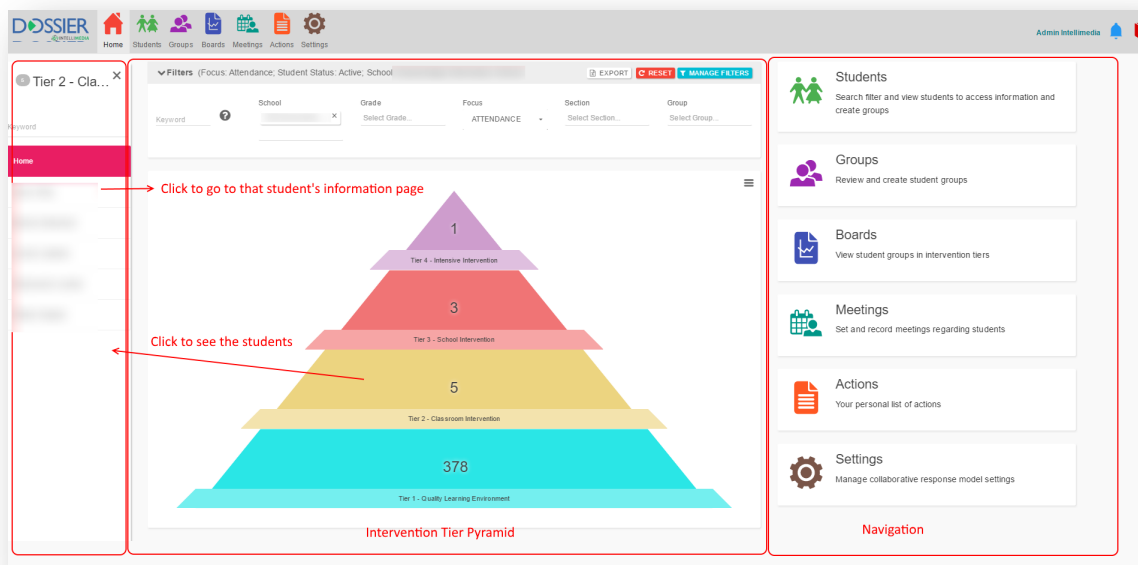 DOSSIER
INTELLIMEDIA
Home Students Groups Boards Meetings Actions Settings
Admin Intellimedia
Tier 2 - Cla... ×
Keyword
Home
Filters (Focus: Attendance; Student Status: Active; School
EXPORT RESET MANAGE FILTERS
School Grade Focus Section Group
Keyword ? × Select Grade... ATTENDANCE Select Section... Select Group...
Click to go to that student's information page
1
Tier 4 - Intensive Intervention
3
Tier 3 - School Intervention
Click to see the students
5
Tier 2 - Classroom Intervention
378
Tier 1 - Quality Learning Environment
Intervention Tier Pyramid
Students
Search filter and view students to access information and
create groups
Groups
Review and create student groups
Boards
View student groups in intervention tiers
Meetings
Set and record meetings regarding students
Actions
Your personal list of actions
Settings
Manage collaborative response model settings
Navigation